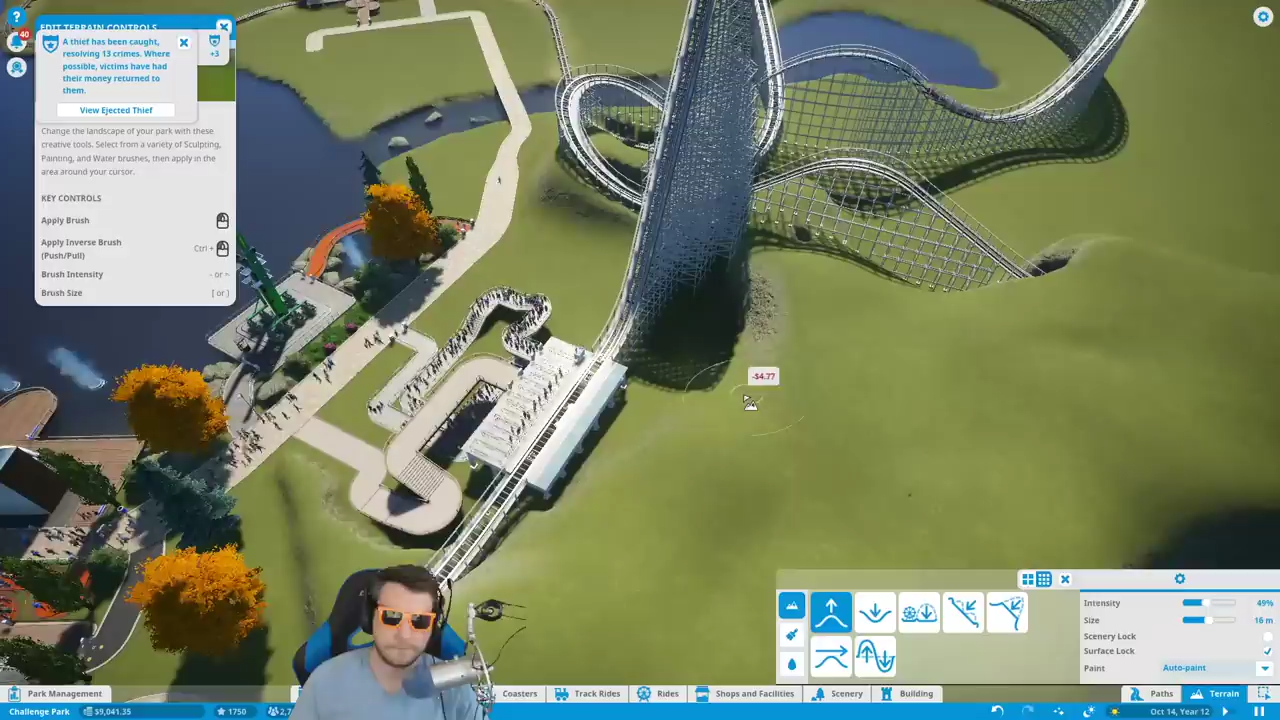 ?
EDIT TERRAIN CONTROLS
40
A thief has been caught,
resolving 13 crimes. Where
possible, victims have had
their money returned to
them.
+3
View Ejected Thief
Change the landscape of your park with these
creative tools. Select from a variety of Sculpting,
Painting, and Water brushes, then apply in the
area around your cursor.
KEY CONTROLS
Apply Brush
Apply Inverse Brush
(Push/Pull)
Ctrl +
Brush Intensity
Brush Size
[ or ]
-$4.77
Intensity 49%
Size 16 m
Scenery Lock
Surface Lock
Paint Auto-paint
Park Management Coasters Track Rides Rides Shops and Facilities Scenery Building Paths Terrain
Challenge Park $9,041.35 1750 Oct 14, Year 12